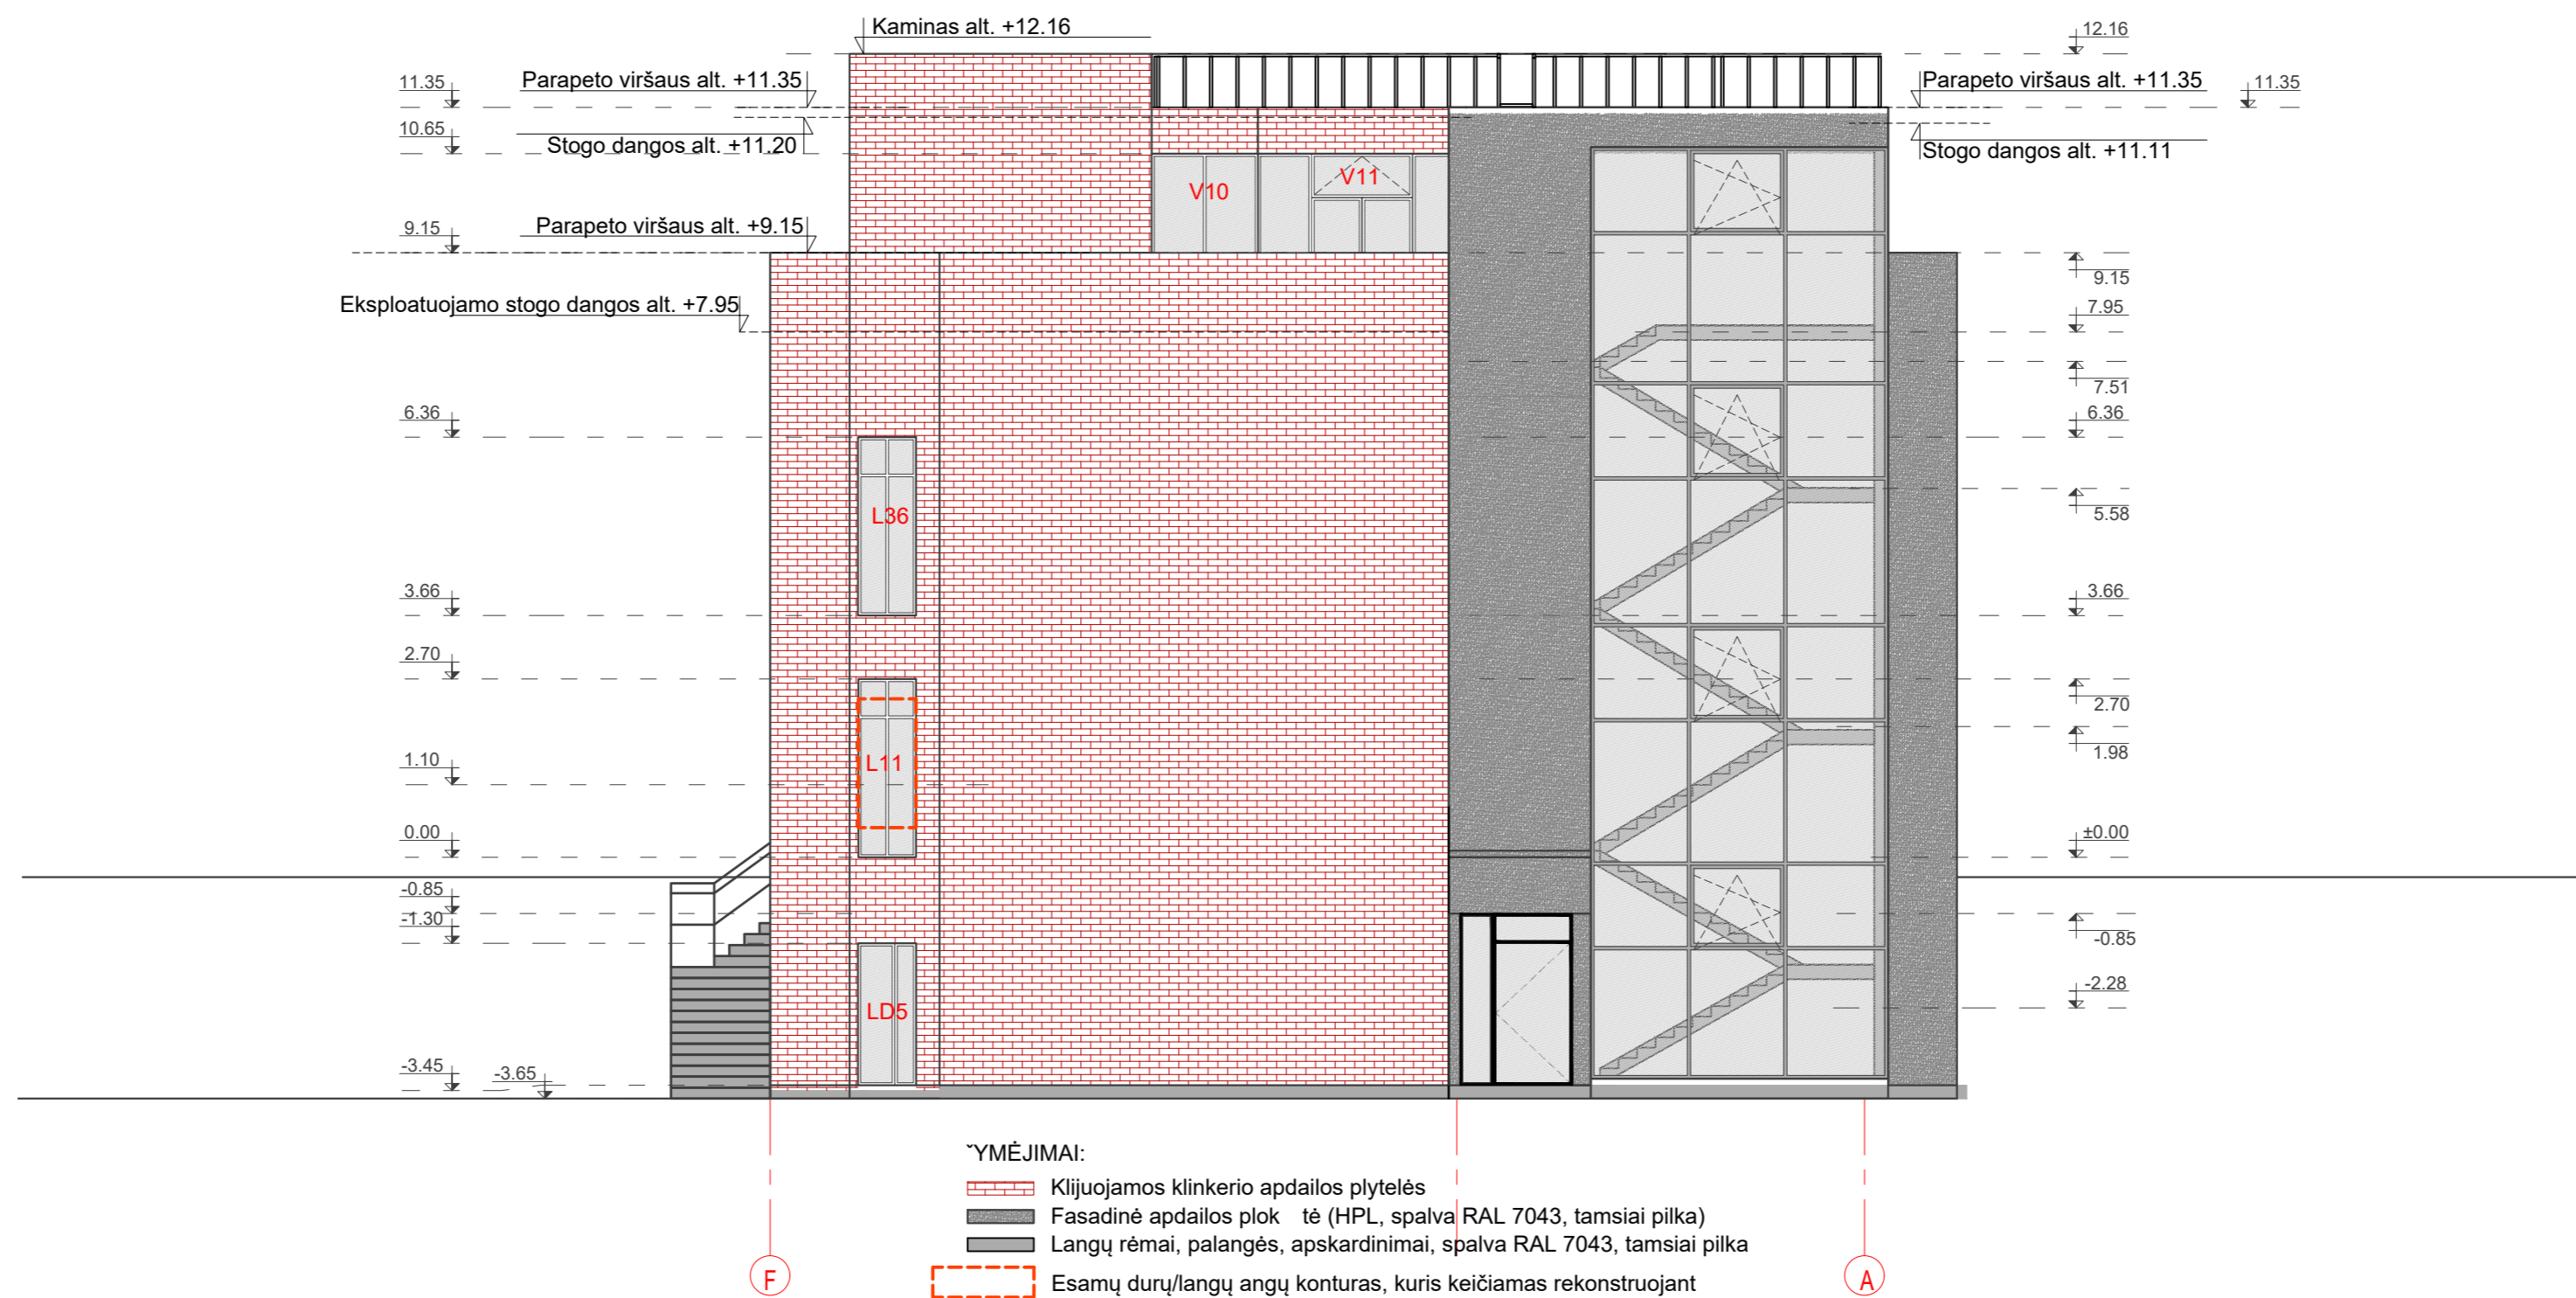 Kaminas alt. +12.16
12.16
11.35
Parapeto viršaus alt. +11.35
Parapeto viršaus alt. +11.35
11.35
10.65
Stogo dangos alt. +11.20
Stogo dangos alt. +11.11
V10
V11
9.15
Parapeto viršaus alt. +9.15
9.15
Eksploatuojamo stogo dangos alt. +7.95
7.95
7.51
6.36
6.36
L36
5.58
3.66
3.66
2.70
2.70
1.98
L11
1.10
0.00
±0.00
-0.85
-0.85
-1.30
-2.28
LD5
-3.45
-3.65
ˇYMĖJIMAI:
Klijuojamos klinkerio apdailos plytelės
Fasadinė apdailos plok tė (HPL, spalva RAL 7043, tamsiai pilka)
Langų rėmai, palangės, apskardinimai, spalva RAL 7043, tamsiai pilka
Esamų durų/langų angų konturas, kuris keičiamas rekonstruojant
F
A